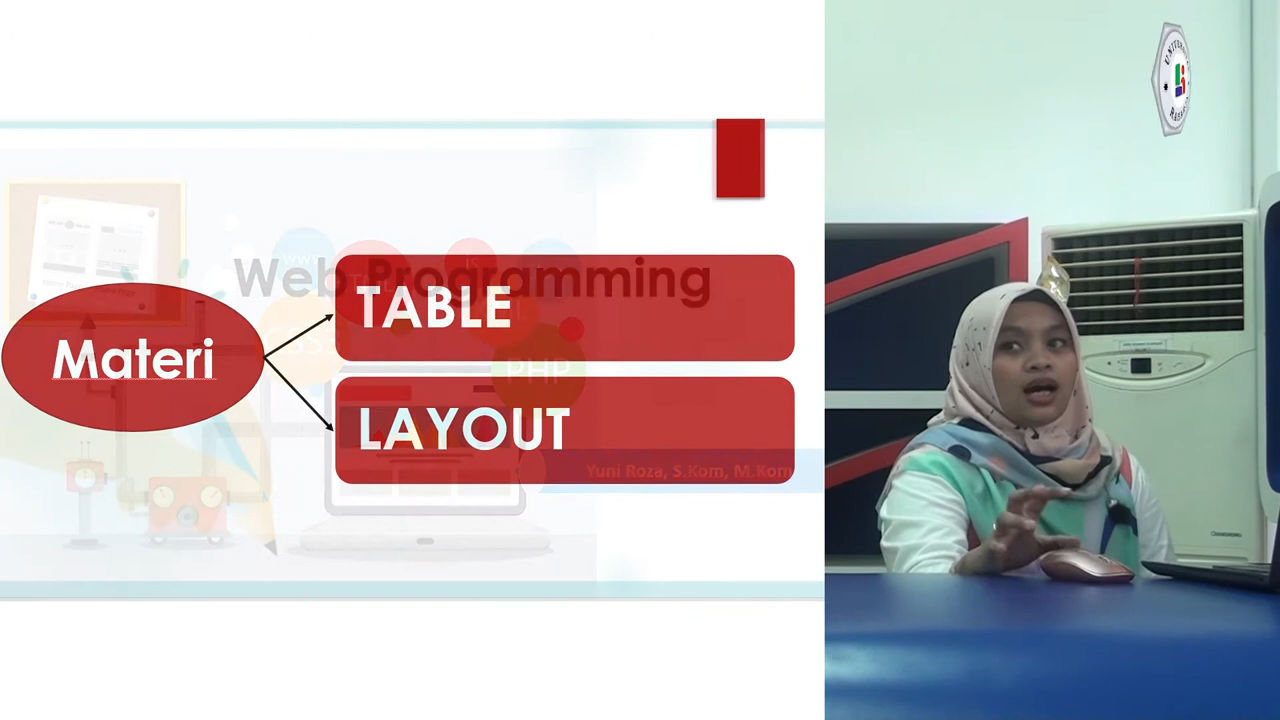 Web Programming
TABLE
Materi
PHP
LAYOUT
Yuni Roza, S.Kom, M.Kom